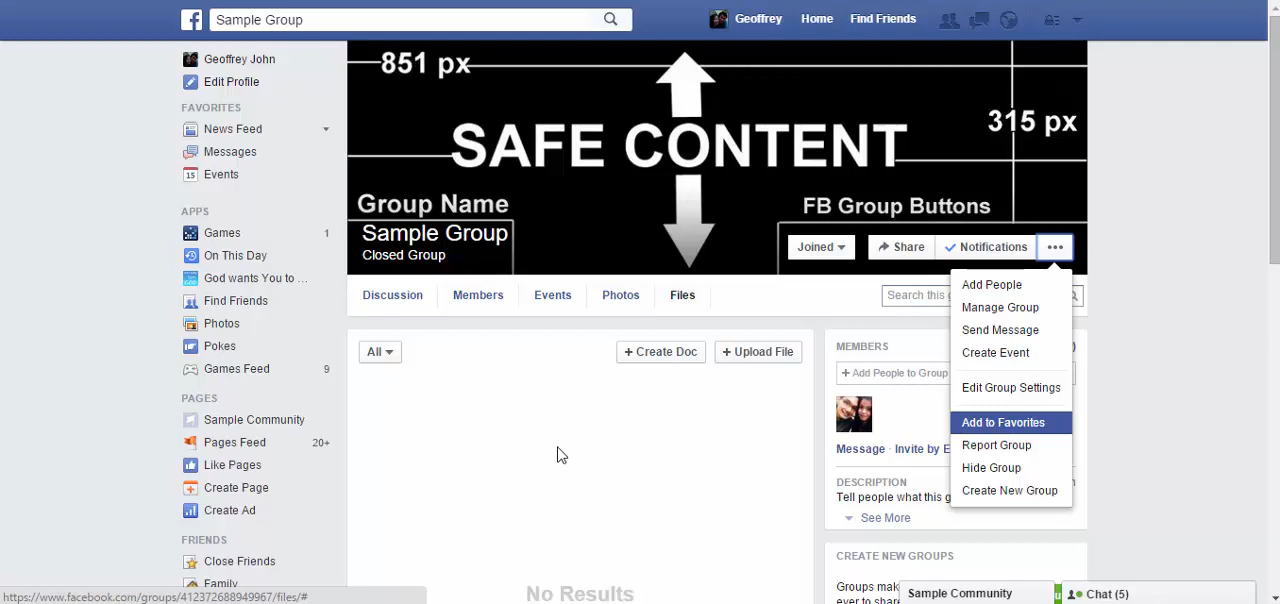 f Sample Group
Geoffrey Home Find Friends
Geoffrey John
Edit Profile
FAVORITES
News Feed
Messages
15 Events
APPS
Games 1
On This Day
God wants You to ...
Find Friends
Photos
Pokes
Games Feed 9
PAGES
Sample Community
Pages Feed 20+
Like Pages
Create Page
Create Ad
FRIENDS
Close Friends
Family
https://www.facebook.com/groups/412372688949967/files/#
851 px
SAFE CONTENT
315 px
Group Name
FB Group Buttons
Sample Group
Closed Group
Joined Share Notifications •••
Discussion Members Events Photos Files
Search this g
All + Create Doc + Upload File
No Results
Add People
Manage Group
Send Message
Create Event
Edit Group Settings
Add to Favorites
Report Group
Hide Group
Create New Group
MEMBERS )
+ Add People to Group
Message · Invite by E
DESCRIPTION
Tell people what this g
See More
CREATE NEW GROUPS
Groups mak
ever to share
Sample Community
Chat (5)